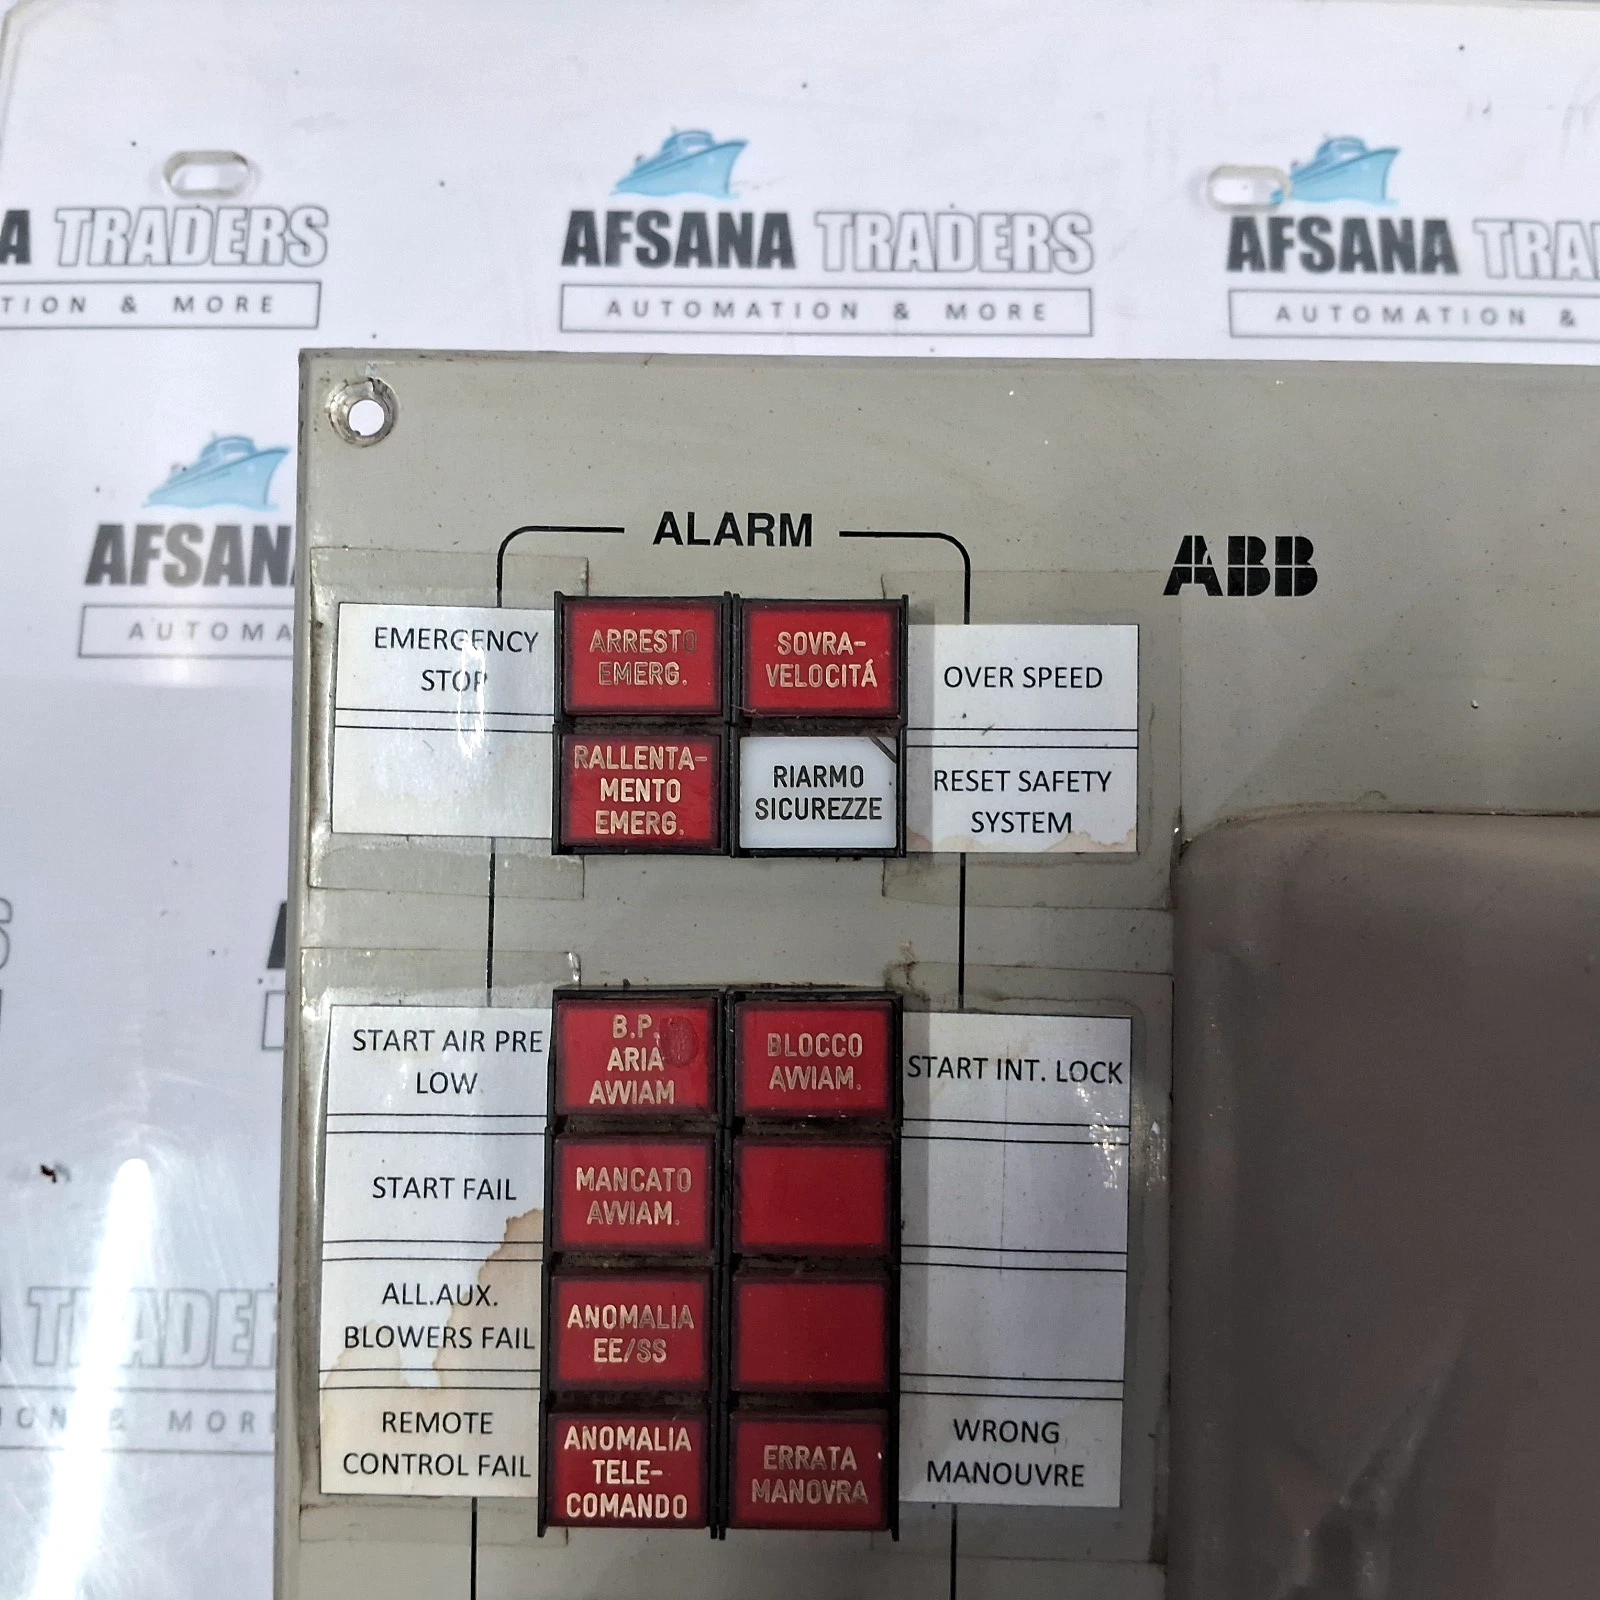 A TRADERS
TION & MORE
AFSANA TRADERS
AUTOMATION & MORE
AFSANA TRA
AUTOMATION &
AFSANA
AUTOMA
ALARM
ABB
EMERGENCY
STOP
ARRESTO
EMERG.
SOVRA-
VELOCITÁ
OVER SPEED
RALLENTA-
MENTO
EMERG.
RIARMO
SICUREZZE
RESET SAFETY
SYSTEM
START AIR PRE
LOW
B.P.
ARIA
AVVIAM
BLOCCO
AVVIAM.
START INT. LOCK
START FAIL
MANCATO
AVVIAM.
ALL.AUX.
BLOWERS FAIL
ANOMALIA
EE/SS
REMOTE
CONTROL FAIL
ANOMALIA
TELE-
COMANDO
ERRATA
MANOVRA
WRONG
MANOUVRE
A TRADER
ION & MOR